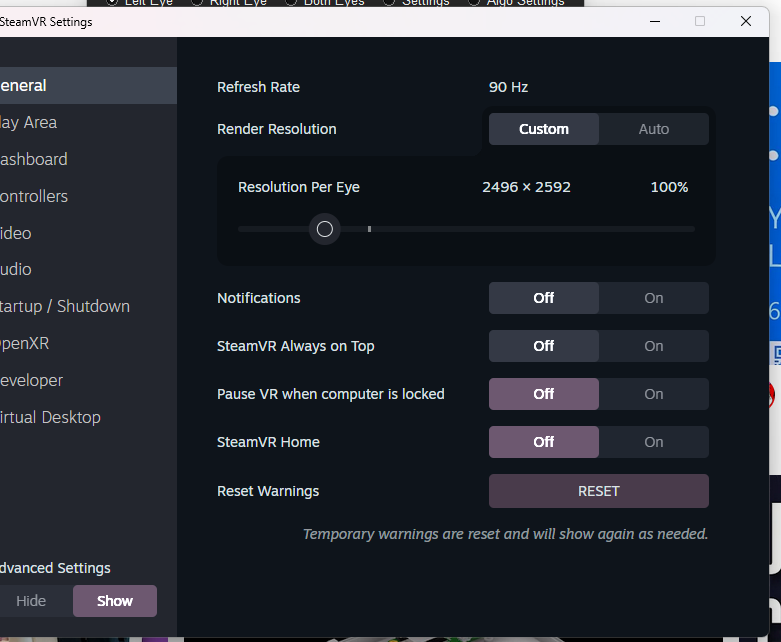 Left Eye Right Eye Both Eyes Settings Algo Settings
SteamVR Settings
eneral
lay Area
ashboard
ontrollers
ideo
udio
tartup / Shutdown
penXR
eveloper
irtual Desktop
dvanced Settings
Hide Show
Refresh Rate 90 Hz
Render Resolution Custom Auto
Resolution Per Eye 2496 × 2592 100%
Notifications Off On
SteamVR Always on Top Off On
Pause VR when computer is locked Off On
SteamVR Home Off On
Reset Warnings RESET
Temporary warnings are reset and will show again as needed.